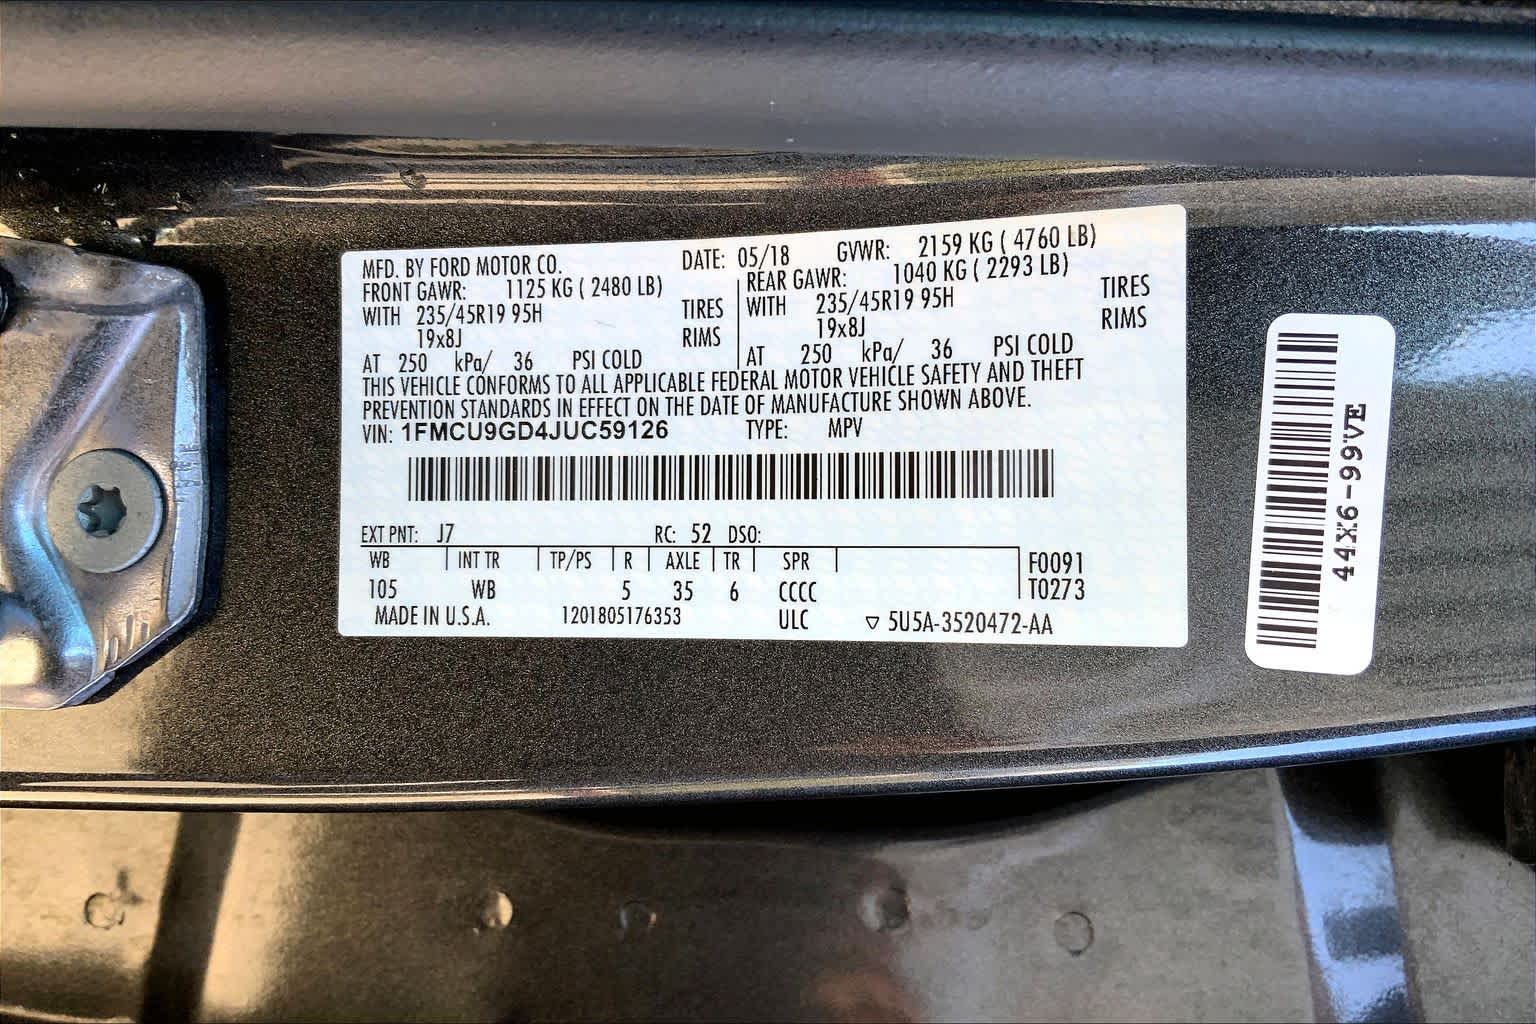 MFD. BY FORD MOTOR CO. DATE: 05/18 GVWR: 2159 KG ( 4760 LB)
FRONT GAWR: 1125 KG ( 2480 LB) REAR GAWR: 1040 KG ( 2293 LB)
WITH 235/45R19 95H TIRES WITH 235/45R19 95H TIRES
19x8J RIMS 19x8J RIMS
AT 250 kPa/ 36 PSI COLD AT 250 kPa/ 36 PSI COLD
THIS VEHICLE CONFORMS TO ALL APPLICABLE FEDERAL MOTOR VEHICLE SAFETY AND THEFT
PREVENTION STANDARDS IN EFFECT ON THE DATE OF MANUFACTURE SHOWN ABOVE.
VIN: 1FMCU9GD4JUC59126 TYPE: MPV
EXT PNT: J7 RC: 52 DSO:
WB INT TR TP/PS R AXLE TR SPR F0091
105 WB 5 35 6 CCCC T0273
MADE IN U.S.A. 1201805176353 ULC ▽ 5U5A-3520472-AA
44X6-99VE